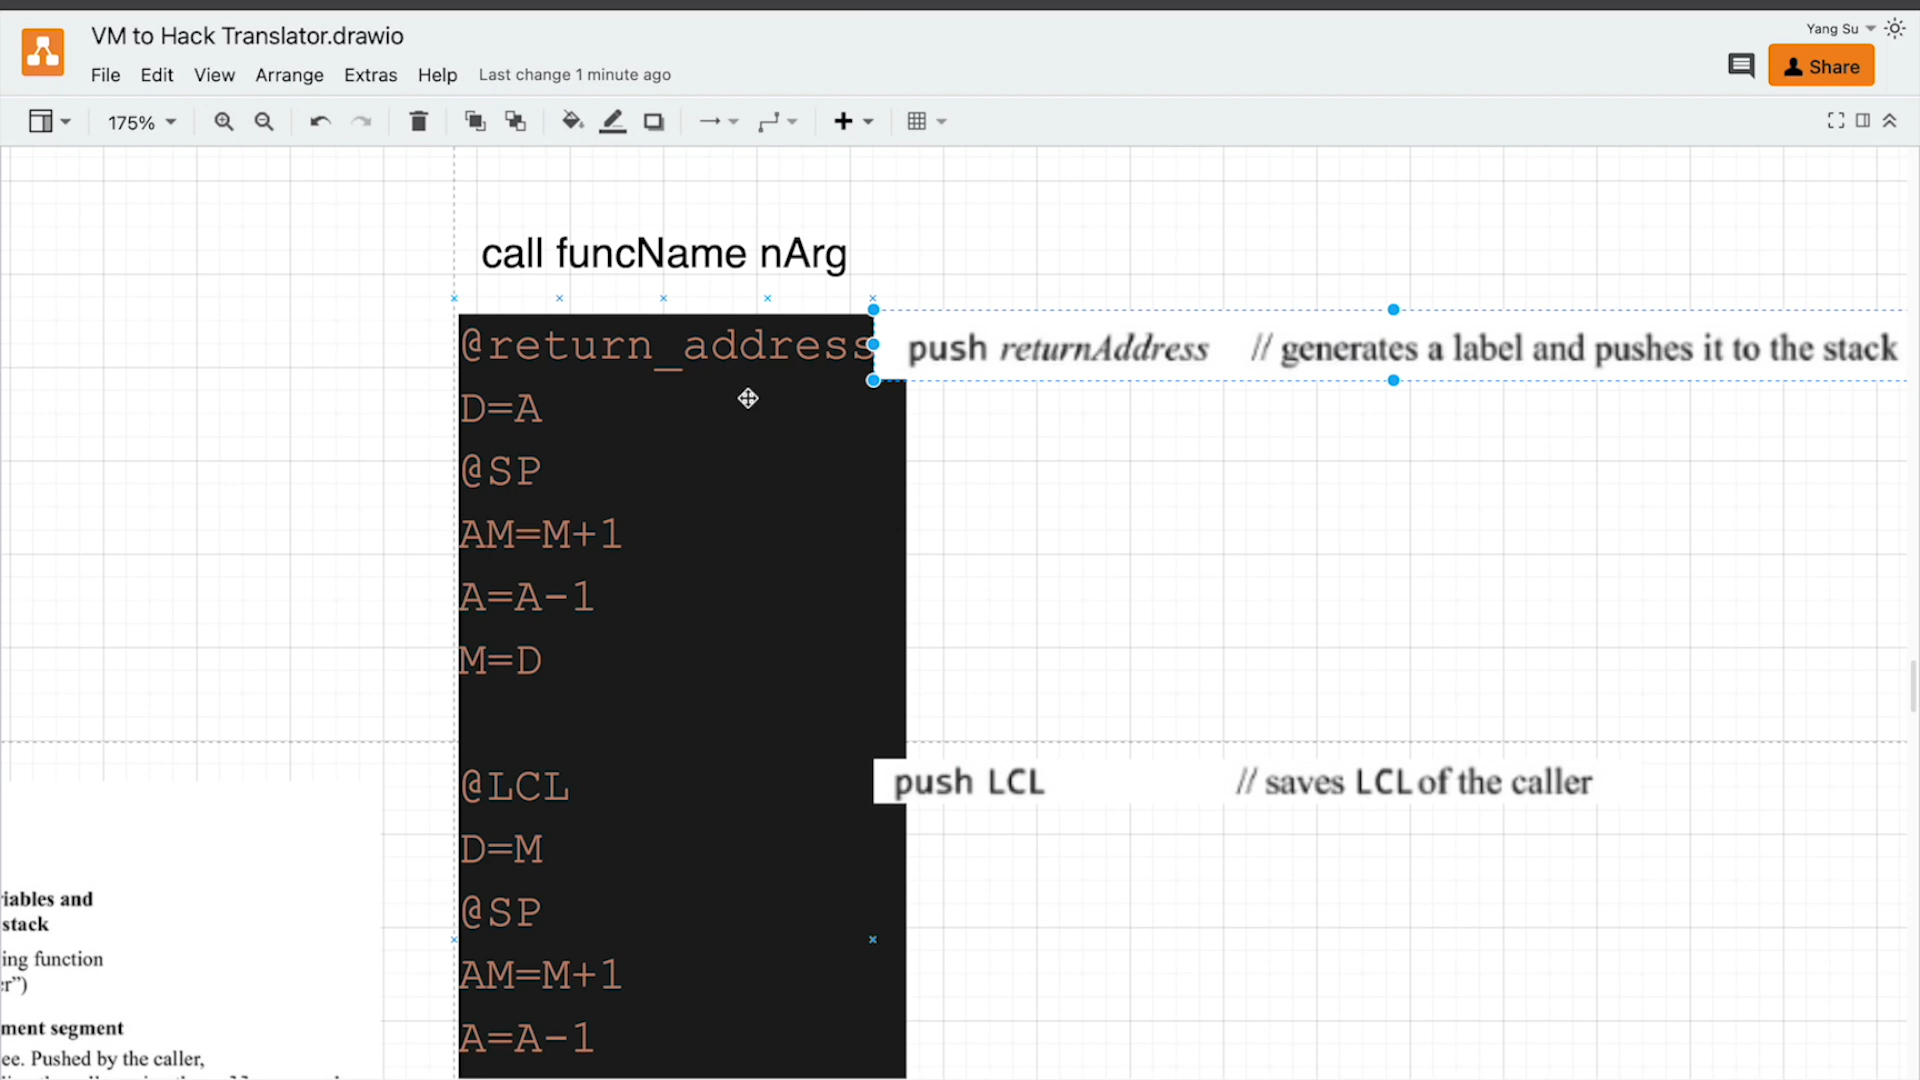 VM to Hack Translator.drawio
Yang Su
File Edit View Arrange Extras Help Last change 1 minute ago
Share
175%
call funcName nArg
@return_address
push returnAddress // generates a label and pushes it to the stack
D=A
@SP
AM=M+1
A=A-1
M=D
@LCL
push LCL // saves LCL of the caller
D=M
@SP
AM=M+1
A=A-1
iables and
stack
ing function
er")
ment segment
ee. Pushed by the caller,